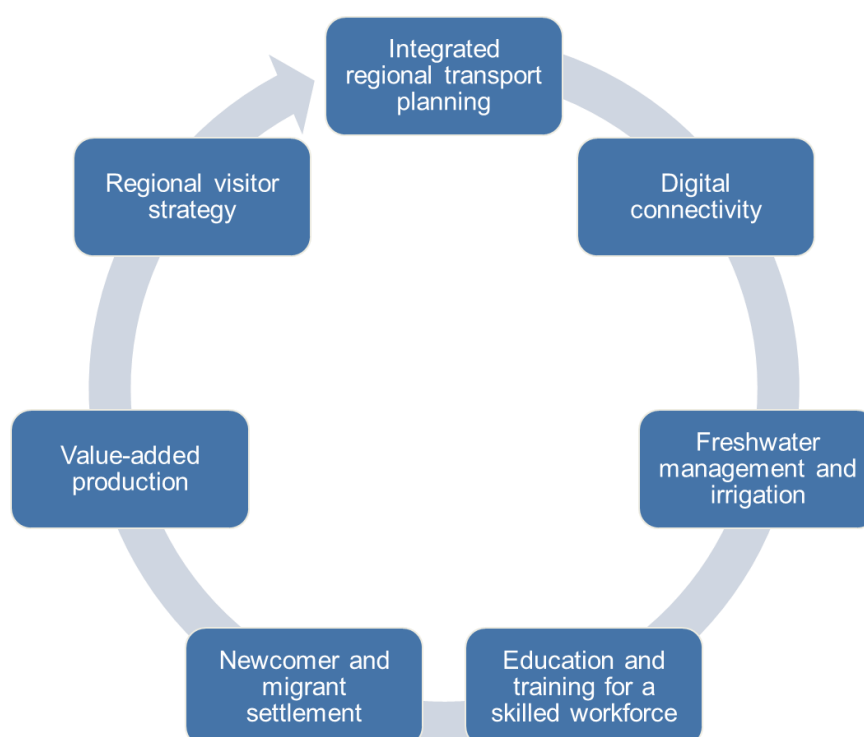 Integrated
regional transport
planning
Digital
connectivity
Freshwater
management and
irrigation
Education and
training for a
skilled workforce
Newcomer and
migrant
settlement
Value-added
production
Regional visitor
strategy